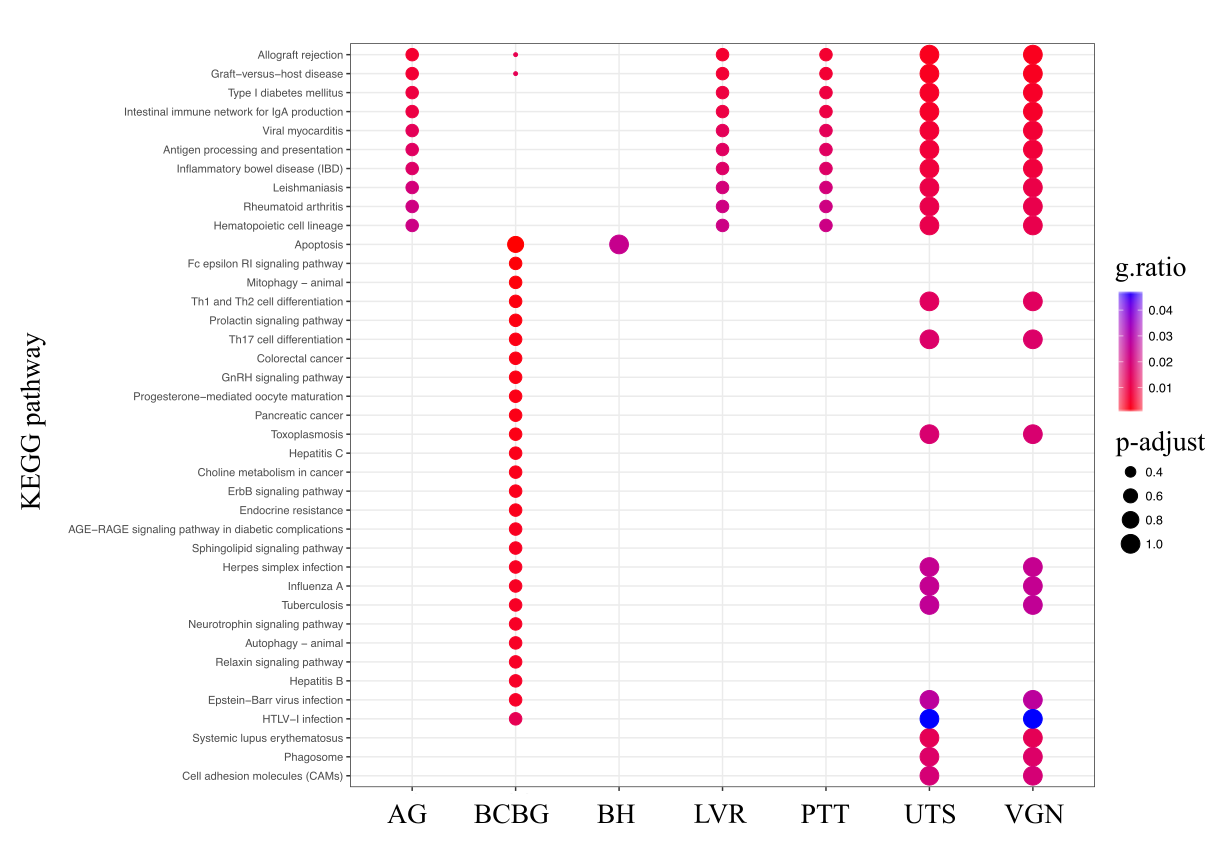 KEGG pathway
Allograft rejection
Graft−versus−host disease
Type I diabetes mellitus
Intestinal immune network for IgA production
Viral myocarditis
Antigen processing and presentation
Inflammatory bowel disease (IBD)
Leishmaniasis
Rheumatoid arthritis
Hematopoietic cell lineage
Apoptosis
Fc epsilon RI signaling pathway
Mitophagy − animal
Th1 and Th2 cell differentiation
Prolactin signaling pathway
Th17 cell differentiation
Colorectal cancer
GnRH signaling pathway
Progesterone−mediated oocyte maturation
Pancreatic cancer
Toxoplasmosis
Hepatitis C
Choline metabolism in cancer
ErbB signaling pathway
Endocrine resistance
AGE−RAGE signaling pathway in diabetic complications
Sphingolipid signaling pathway
Herpes simplex infection
Influenza A
Tuberculosis
Neurotrophin signaling pathway
Autophagy − animal
Relaxin signaling pathway
Hepatitis B
Epstein−Barr virus infection
HTLV−I infection
Systemic lupus erythematosus
Phagosome
Cell adhesion molecules (CAMs)
AG BCBG BH LVR PTT UTS VGN
g.ratio
0.04
0.03
0.02
0.01
p-adjust
0.4
0.6
0.8
1.0